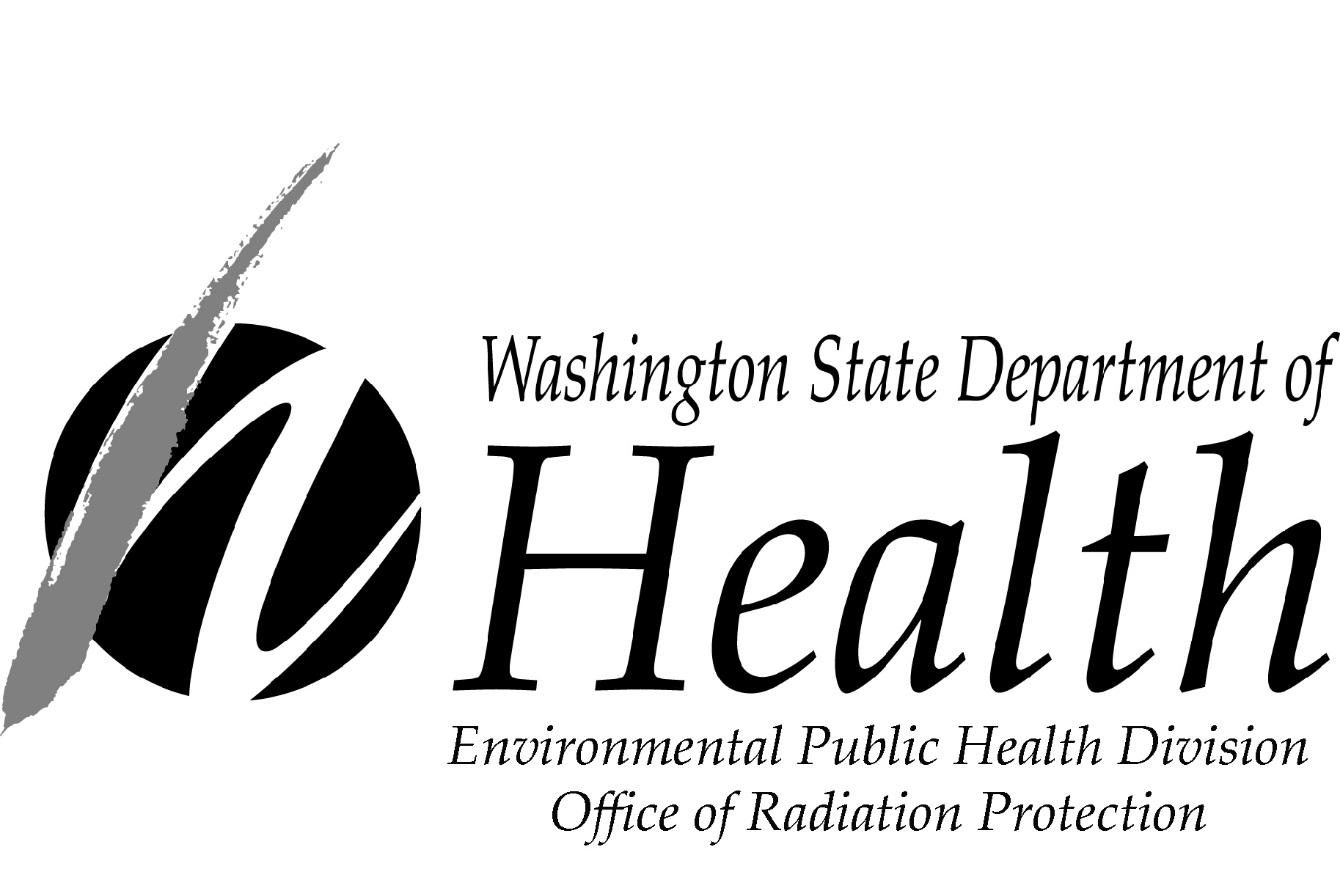 Washington State Department of
Health
Environmental Public Health Division
Office of Radiation Protection